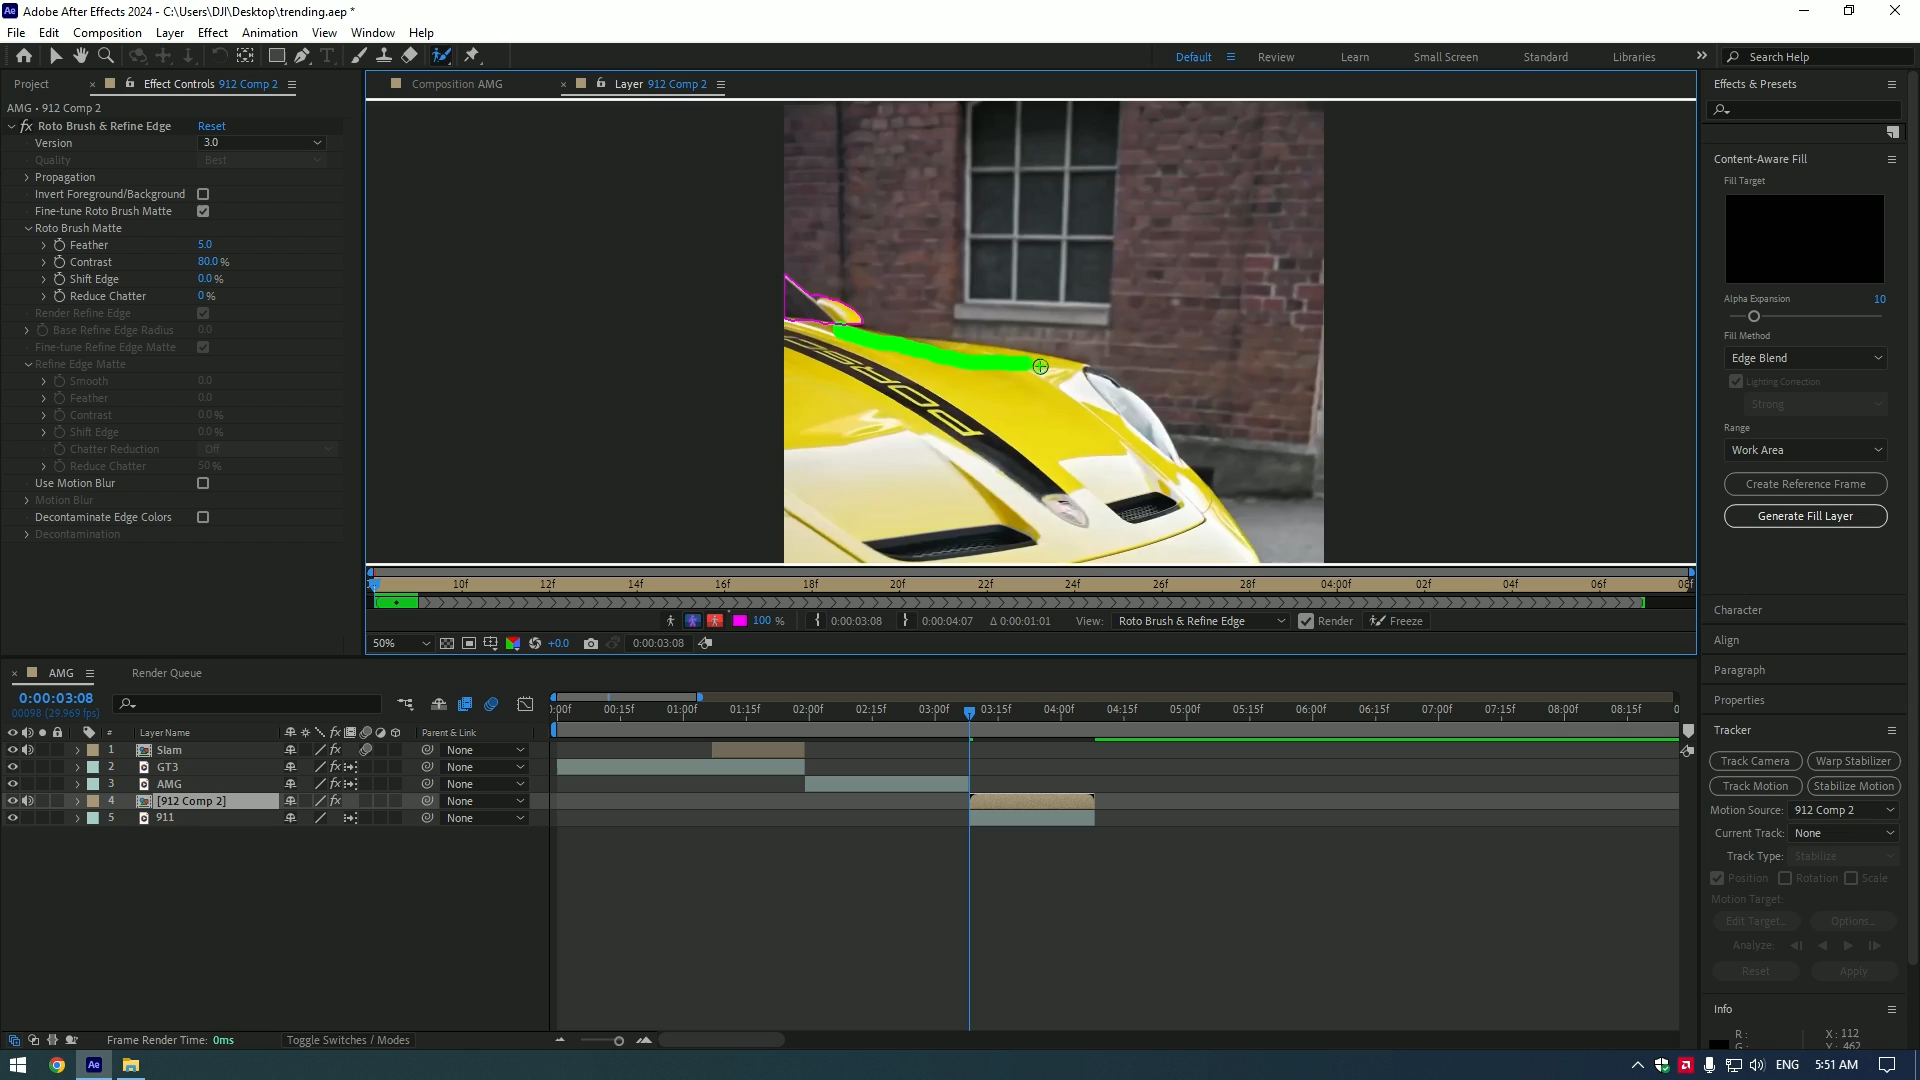 Adobe After Effects 2024 - C:\Users\DJI\Desktop\trending.aep *
File Edit Composition Layer Effect Animation View Window Help
Default Review Learn Small Screen Standard Libraries Search Help
Project Effect Controls 912 Comp 2
Composition AMG
Layer 912 Comp 2
AMG • 912 Comp 2
fx Roto Brush & Refine Edge Reset
Version 3.0
Quality Best
Propagation
Invert Foreground/Background
Fine-tune Roto Brush Matte
Roto Brush Matte
Feather 5.0
Contrast 80.0 %
Shift Edge 0.0 %
Reduce Chatter 0 %
Render Refine Edge
Base Refine Edge Radius 0.0
Fine-tune Refine Edge Matte
Refine Edge Matte
Smooth 0.0
Feather 0.0
Contrast 0.0 %
Shift Edge 0.0 %
Chatter Reduction Off
Reduce Chatter 50 %
Use Motion Blur
Motion Blur
Decontaminate Edge Colors
Decontamination
10f 12f 14f 16f 18f 20f 22f 24f 26f 28f 04:00f 02f 04f 06f 08f
100 % 0:00:03:08 0:00:04:07 Δ 0:00:01:01 View: Roto Brush & Refine Edge Render Freeze
50% +0.0 0:00:03:08
Effects & Presets
Content-Aware Fill
Fill Target
Alpha Expansion 10
Fill Method
Edge Blend
Lighting Correction
Strong
Range
Work Area
Create Reference Frame
Generate Fill Layer
Character
Align
Paragraph
Properties
Tracker
Track Camera Warp Stabilizer
Track Motion Stabilize Motion
Motion Source: 912 Comp 2
Current Track: None
Track Type: Stabilize
Position Rotation Scale
Motion Target:
Edit Target... Options...
Analyze:
Reset Apply
Info
R: X: 112
G: Y: 462
AMG Render Queue
0:00:03:08
00098 (29.969 fps)
:00f 00:15f 01:00f 01:15f 02:00f 02:15f 03:00f 03:15f 04:00f 04:15f 05:00f 05:15f 06:00f 06:15f 07:00f 07:15f 08:00f 08:15f
# Layer Name fx Parent & Link
1 Slam fx None
2 GT3 fx None
3 AMG fx None
4 [912 Comp 2] fx None
5 911 None
Frame Render Time: 0ms Toggle Switches / Modes
Ae ENG 5:51 AM